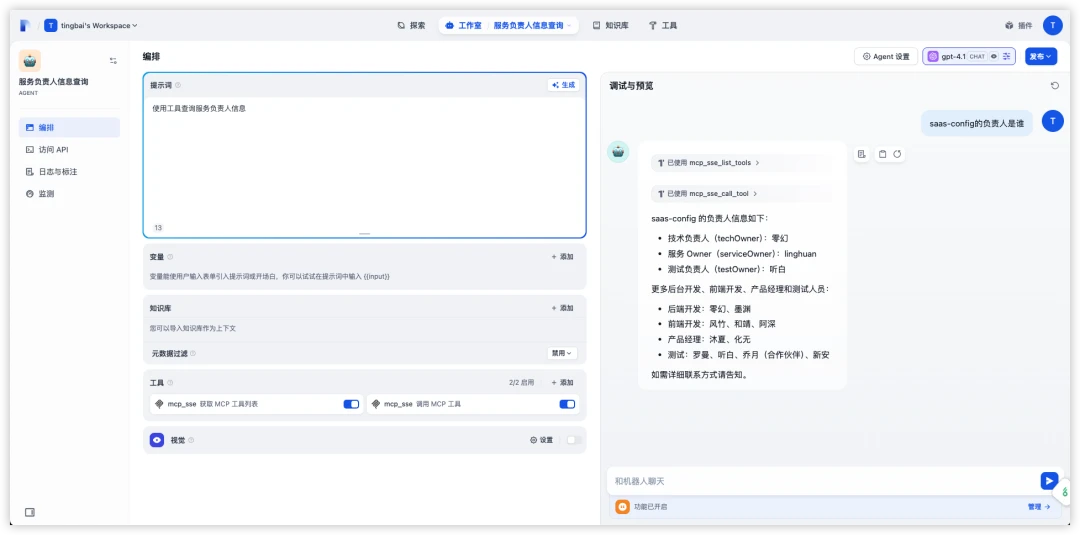 T tingbai's Workspace
探索
工作室 / 服务负责人信息查询
知识库
工具
插件
T
服务负责人信息查询
AGENT
编排
访问 API
日志与标注
监测
编排
Agent 设置
gpt-4.1 CHAT
发布
提示词
生成
使用工具查询服务负责人信息
13
变量
+ 添加
变量能使用户输入表单引入提示词或开场白，你可以试试在提示词中输入 {{input}}
知识库
+ 添加
您可以导入知识库作为上下文
元数据过滤
禁用
工具
2/2 启用
+ 添加
mcp_sse 获取 MCP 工具列表
mcp_sse 调用 MCP 工具
视觉
设置
调试与预览
saas-config的负责人是谁
T
已使用 mcp_sse_list_tools
已使用 mcp_sse_call_tool
saas-config 的负责人信息如下：
• 技术负责人（techOwner）：零幻
• 服务 Owner（serviceOwner）：linghuan
• 测试负责人（testOwner）：听白
更多后台开发、前端开发、产品经理和测试人员：
• 后端开发：零幻、墨渊
• 前端开发：风竹、和靖、阿深
• 产品经理：沐夏、化无
• 测试：罗曼、听白、乔月（合作伙伴）、新安
如需详细联系方式请告知。
和机器人聊天
功能已开启
管理 →